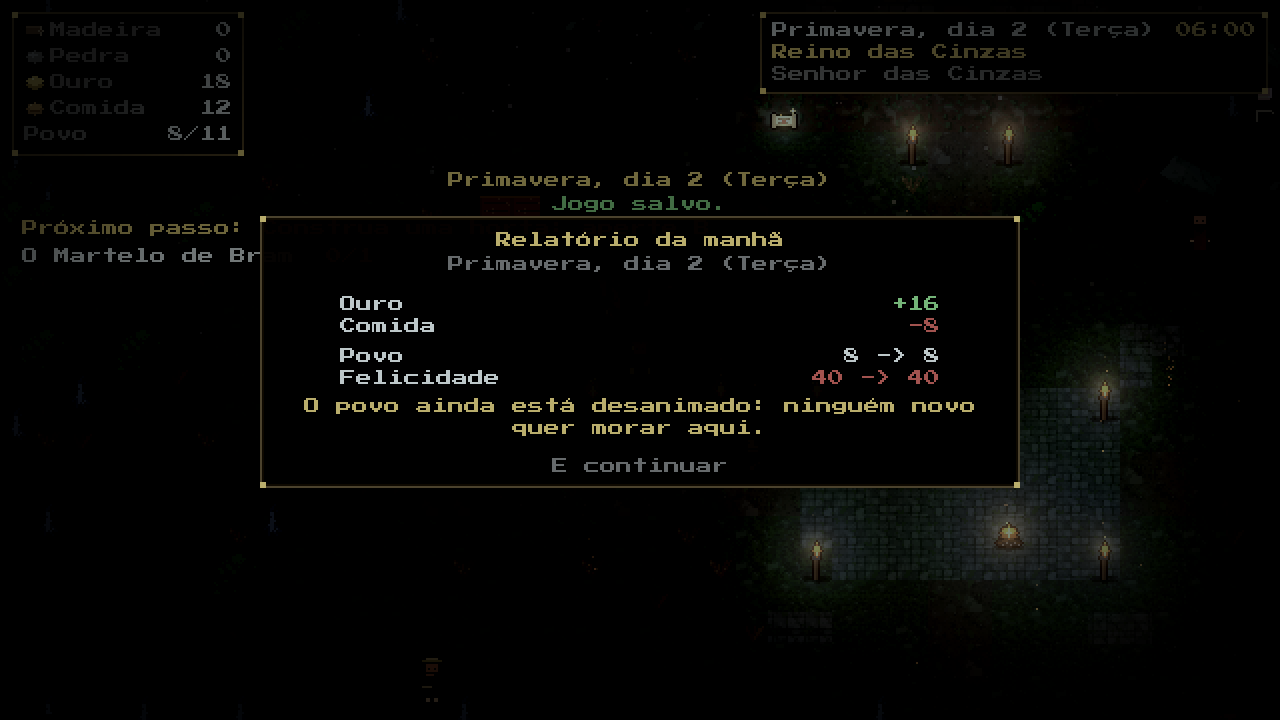 Madeira 0
Pedra 0
Ouro 18
Comida 12
Povo 8/11
Primavera, dia 2 (Terça) 06:00
Reino das Cinzas
Senhor das Cinzas
Primavera, dia 2 (Terça)
Jogo salvo.
Próximo passo:
O Martelo de Bram
Relatório da manhã
Primavera, dia 2 (Terça)
Ouro +16
Comida -8
Povo 8 -> 8
Felicidade 40 -> 40
O povo ainda está desanimado: ninguém novo
quer morar aqui.
E continuar